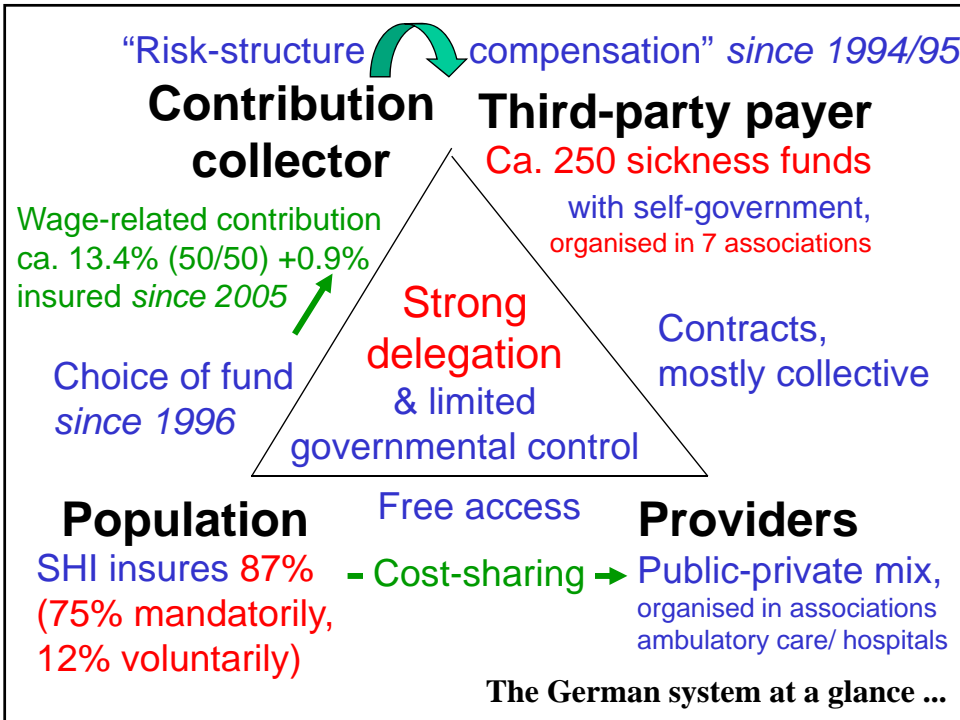 “Risk-structure compensation” since 1994/95
Contribution
collector
Third-party payer
Ca. 250 sickness funds
with self-government,
organised in 7 associations
Wage-related contribution
ca. 13.4% (50/50) +0.9%
insured since 2005
Strong
delegation
& limited
governmental control
Contracts,
mostly collective
Choice of fund
since 1996
Population
SHI insures 87%
(75% mandatorily,
12% voluntarily)
Free access
Cost-sharing
Providers
Public-private mix,
organised in associations
ambulatory care/ hospitals
The German system at a glance ...